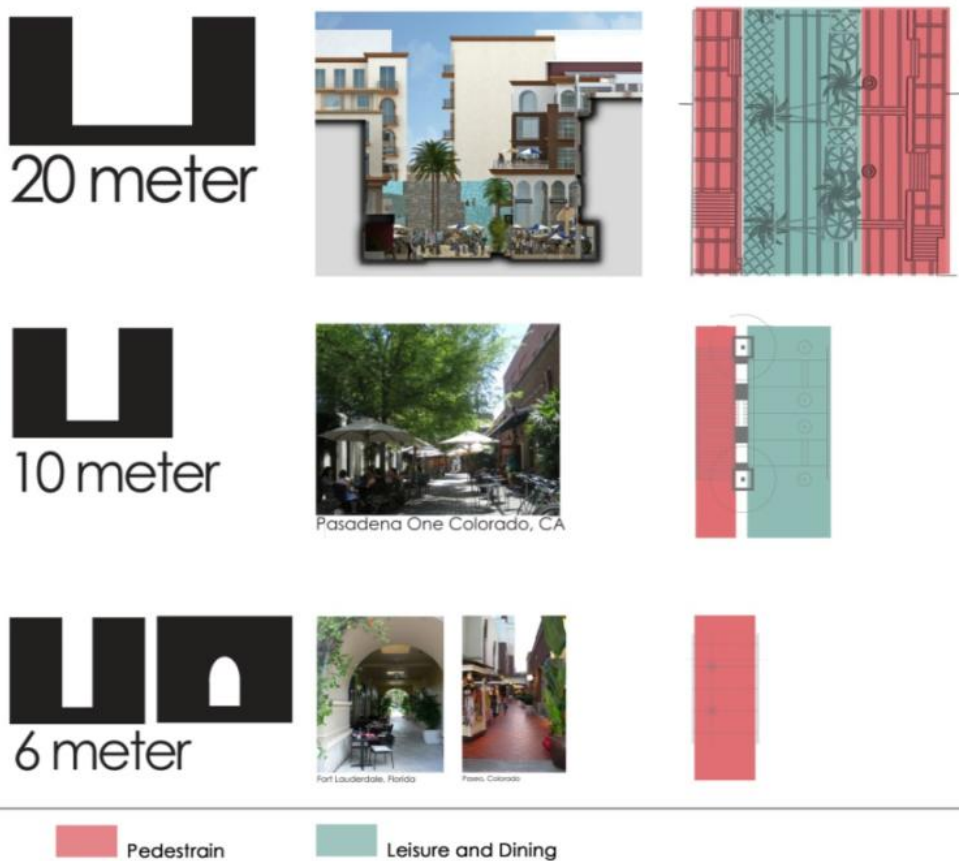 20 meter
10 meter
Pasadena One Colorado, CA
6 meter
Fort Lauderdale, Florida
Paseo, Colorado
Pedestrain
Leisure and Dining